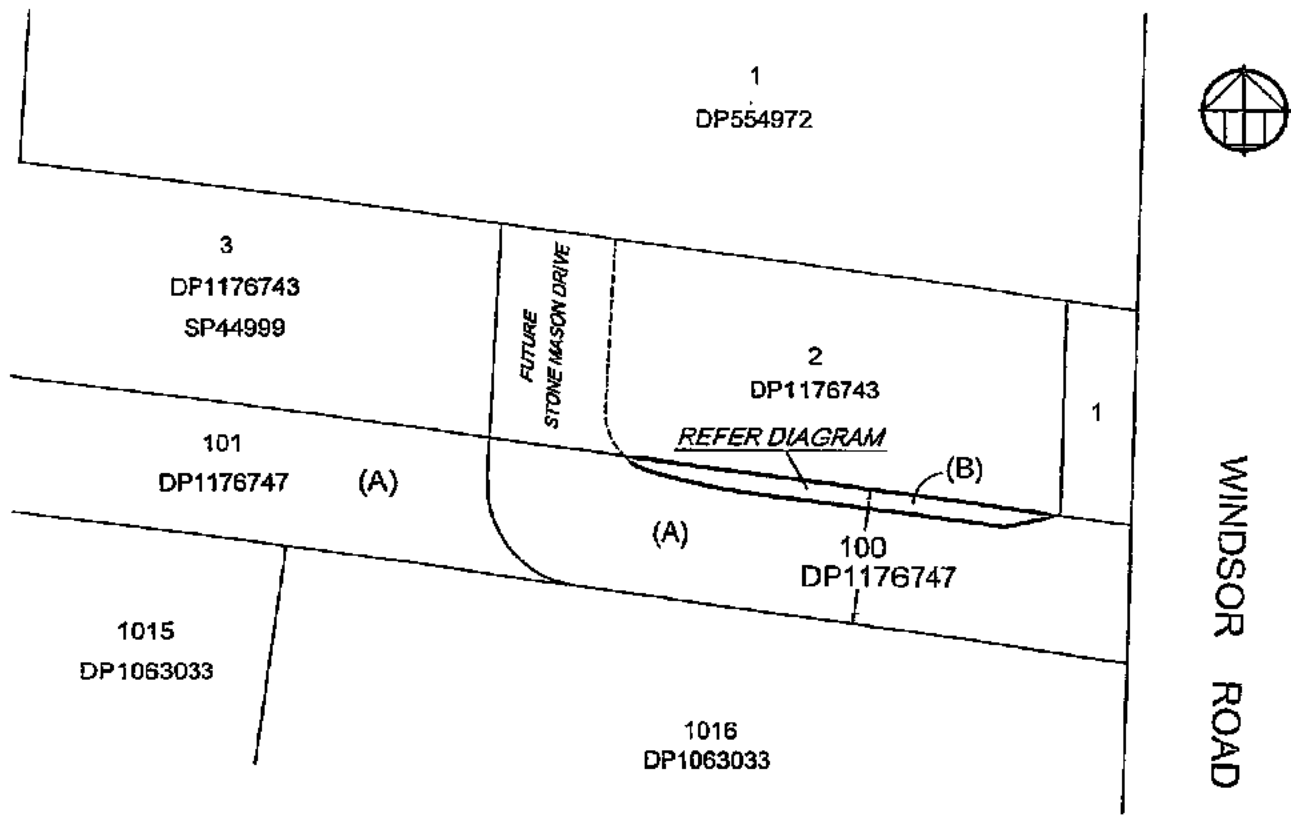 1
DP554972
3
DP1176743
SP44999
FUTURE
STONE MASON DRIVE
2
DP1176743
1
REFER DIAGRAM
(B)
101
DP1176747
(A)
(A)
100
DP1176747
WINDSOR ROAD
1015
DP1063033
1016
DP1063033